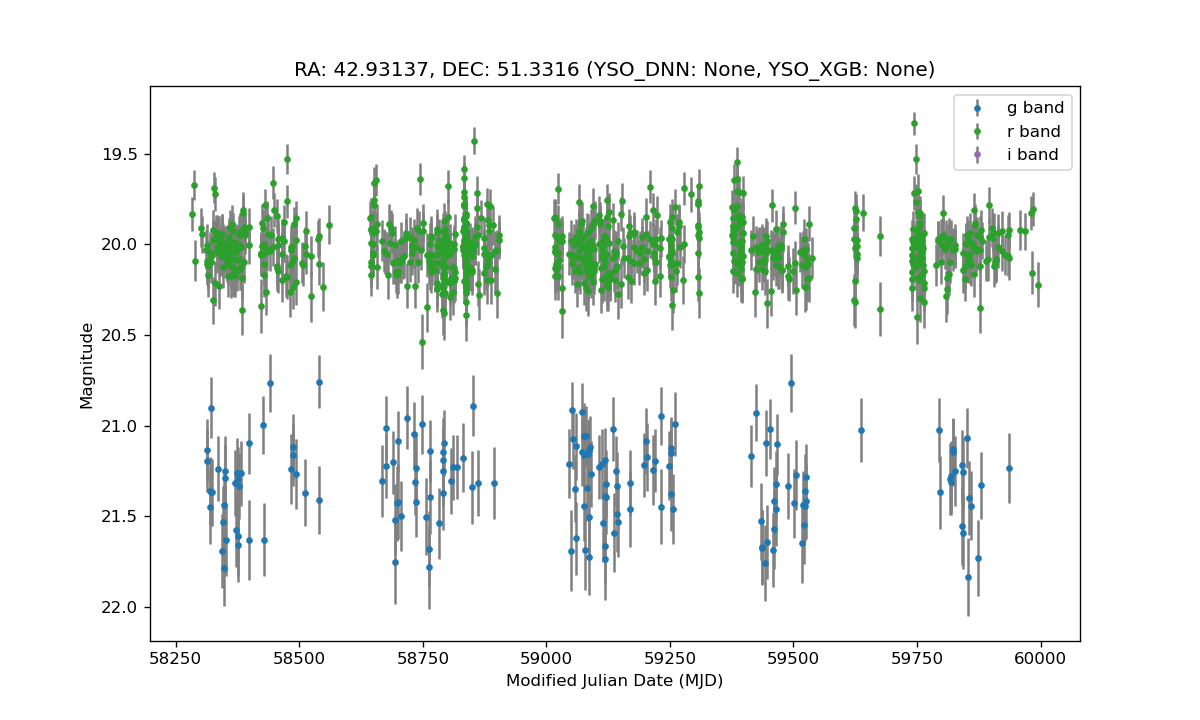 RA: 42.93137, DEC: 51.3316 (YSO_DNN: None, YSO_XGB: None)
g band
r band
i band
19.5
20.0
20.5
21.0
21.5
22.0
Magnitude
58250 58500 58750 59000 59250 59500 59750 60000
Modified Julian Date (MJD)